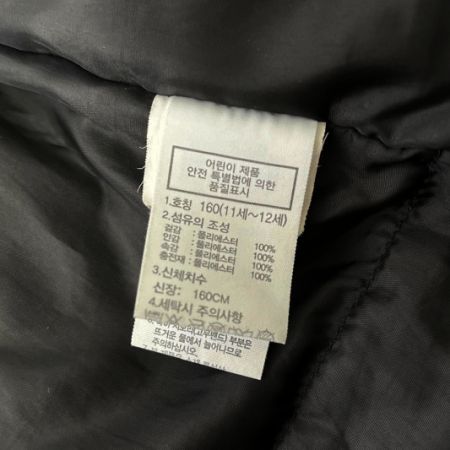 어린이 제품
안전 특별법에 의한
품질표시
1.호칭 160(11세~12세)
2.섬유의 조성
겉감 : 폴리에스터 100%
안감 : 폴리에스터 100%
속감 : 폴리에스터 100%
충전재 : 폴리에스터 100%
3.신체치수
신장: 160CM
4.세탁시 주의사항
부분은
뜨거운 물에 늘어나므로
주의하십시오